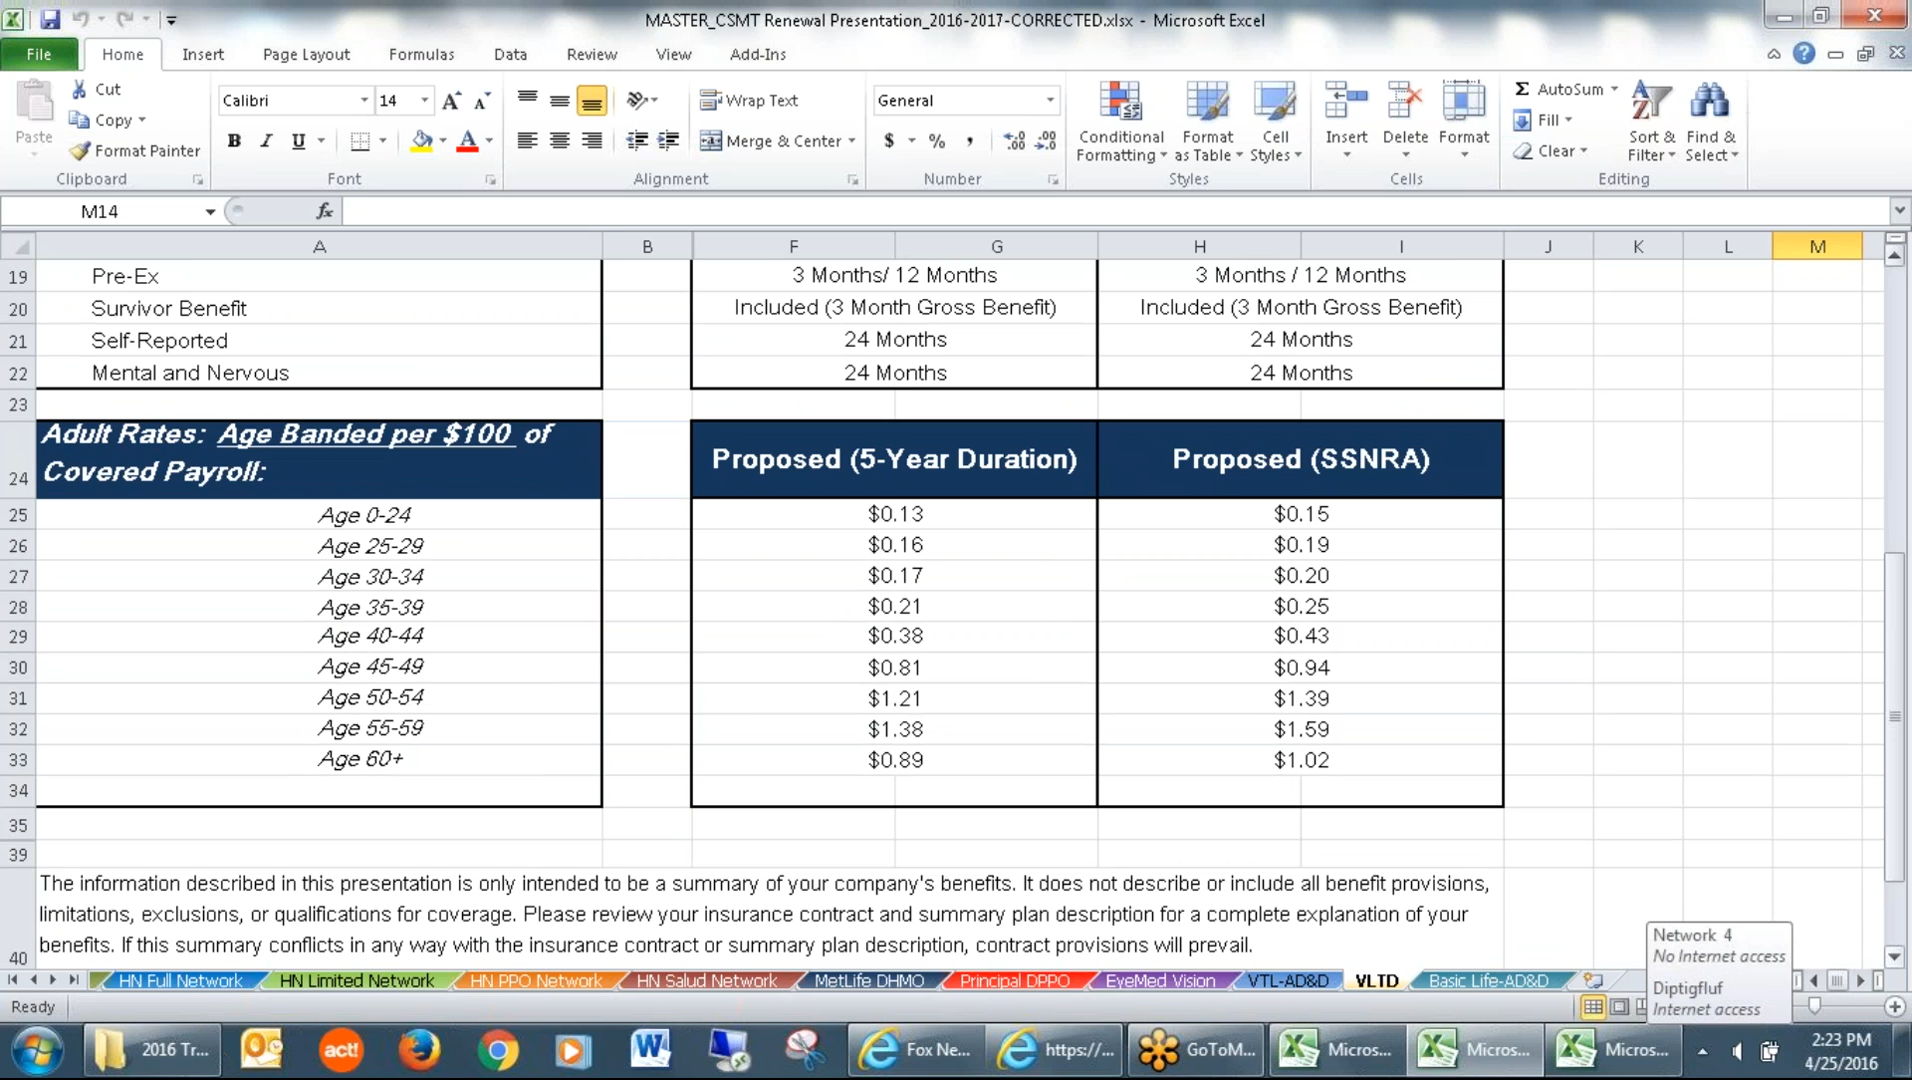 MASTER_CSMT Renewal Presentation_2016-2017-CORRECTED.xlsx - Microsoft Excel
File Home Insert Page Layout Formulas Data Review View Add-Ins
Paste
Cut
Copy
Format Painter
Clipboard
Calibri 14
B I U
Font
Wrap Text
Merge & Center
Alignment
General
$ % ,
Number
Conditional Formatting
Format as Table
Cell Styles
Styles
Insert Delete Format
Cells
AutoSum
Fill
Clear
Sort & Filter
Find & Select
Editing
M14 fx
A B F G H I J K L M
19 Pre-Ex 3 Months/ 12 Months 3 Months / 12 Months
20 Survivor Benefit Included (3 Month Gross Benefit) Included (3 Month Gross Benefit)
21 Self-Reported 24 Months 24 Months
22 Mental and Nervous 24 Months 24 Months
23
Adult Rates: Age Banded per $100 of
24 Covered Payroll: Proposed (5-Year Duration) Proposed (SSNRA)
25 Age 0-24 $0.13 $0.15
26 Age 25-29 $0.16 $0.19
27 Age 30-34 $0.17 $0.20
28 Age 35-39 $0.21 $0.25
29 Age 40-44 $0.38 $0.43
30 Age 45-49 $0.81 $0.94
31 Age 50-54 $1.21 $1.39
32 Age 55-59 $1.38 $1.59
33 Age 60+ $0.89 $1.02
34
35
39
The information described in this presentation is only intended to be a summary of your company's benefits. It does not describe or include all benefit provisions,
limitations, exclusions, or qualifications for coverage. Please review your insurance contract and summary plan description for a complete explanation of your
40 benefits. If this summary conflicts in any way with the insurance contract or summary plan description, contract provisions will prevail.
Network 4
No Internet access
Diptigfluf
Internet access
HN Full Network HN Limited Network HN PPO Network HN Salud Network MetLife DHMO Principal DPPO EyeMed Vision VTL-AD&D VLTD Basic Life-AD&D
Ready
2016 Tr... act! Fox Ne... https://... GoToM... Micros... Micros... Micros...
2:23 PM
4/25/2016